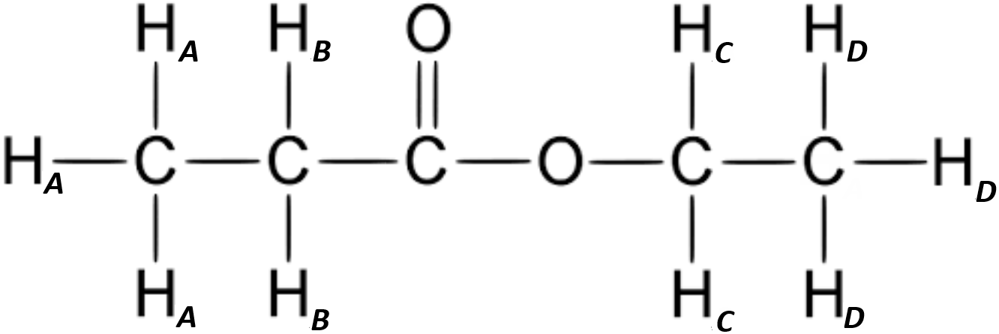 H_A H_B O H_C H_D
H_A C C C O C C H_D
H_A H_B H_C H_D